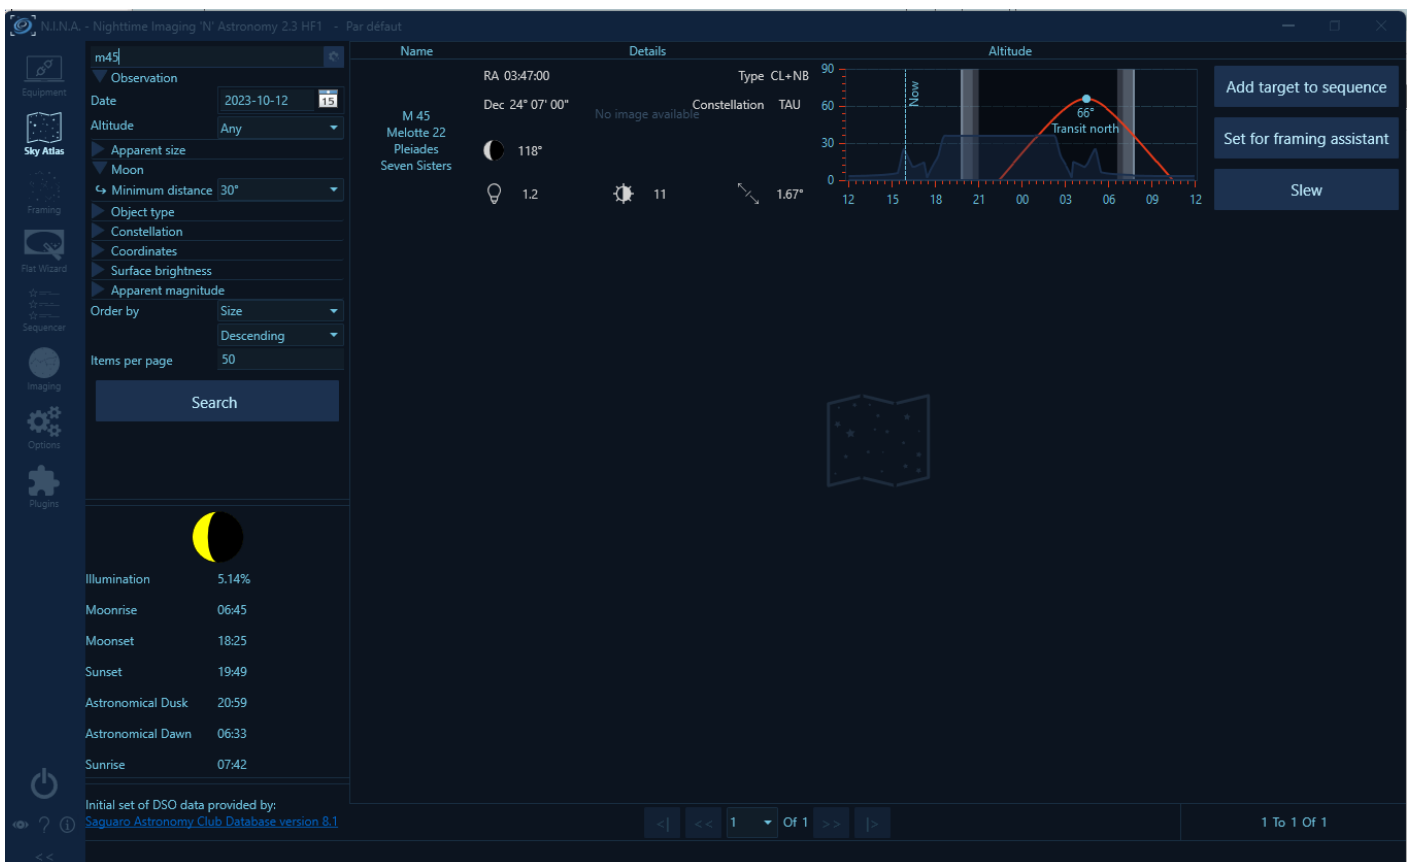 N.I.N.A. - Nighttime Imaging 'N' Astronomy 2.3 HF1 - Par défaut
Equipment
Sky Atlas
Framing
Flat Wizard
Sequencer
Imaging
Options
Plugins
m45
Observation
Date 2023-10-12 15
Altitude Any
Apparent size
Moon
Minimum distance 30°
Object type
Constellation
Coordinates
Surface brightness
Apparent magnitude
Order by Size
Descending
Items per page 50
Search
Illumination 5.14%
Moonrise 06:45
Moonset 18:25
Sunset 19:49
Astronomical Dusk 20:59
Astronomical Dawn 06:33
Sunrise 07:42
Initial set of DSO data provided by:
Saguaro Astronomy Club Database version 8.1
Name Details Altitude
M 45
Melotte 22
Pleiades
Seven Sisters
RA 03:47:00 Type CL+NB
Dec 24° 07' 00" Constellation TAU
No image available
118°
1.2 11 1.67°
90
60
30
0
Now
66°
Transit north
12 15 18 21 00 03 06 09 12
Add target to sequence
Set for framing assistant
Slew
<| << 1 Of 1 >> |>
1 To 1 Of 1
? i
<<